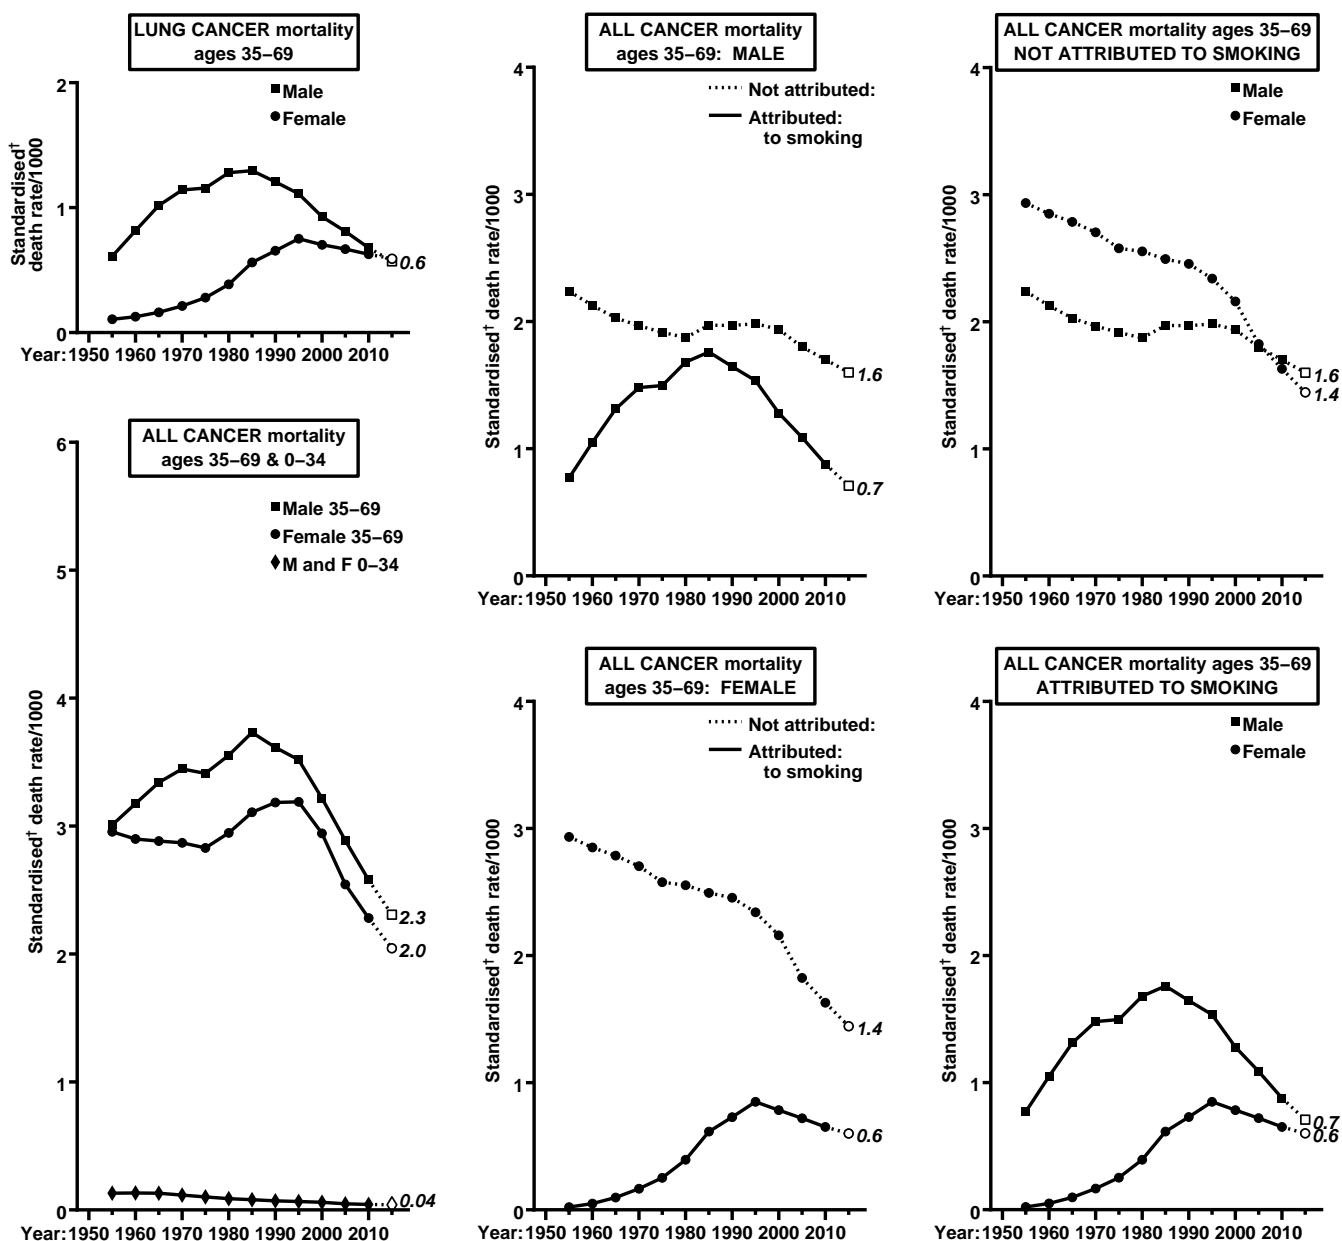 LUNG CANCER mortality
ages 35–69
Male
Female
2
1
0
Standardised†
death rate/1000
0.6
Year: 1950 1960 1970 1980 1990 2000 2010
ALL CANCER mortality
ages 35–69: MALE
Not attributed:
Attributed:
to smoking
4
3
2
1
0
Standardised† death rate/1000
1.6
0.7
Year: 1950 1960 1970 1980 1990 2000 2010
ALL CANCER mortality ages 35–69
NOT ATTRIBUTED TO SMOKING
Male
Female
4
3
2
1
0
Standardised† death rate/1000
1.6
1.4
Year: 1950 1960 1970 1980 1990 2000 2010
ALL CANCER mortality
ages 35–69 & 0–34
Male 35–69
Female 35–69
M and F 0–34
6
5
4
3
2
1
0
Standardised† death rate/1000
2.3
2.0
0.04
Year: 1950 1960 1970 1980 1990 2000 2010
ALL CANCER mortality
ages 35–69: FEMALE
Not attributed:
Attributed:
to smoking
4
3
2
1
0
Standardised† death rate/1000
1.4
0.6
Year: 1950 1960 1970 1980 1990 2000 2010
ALL CANCER mortality ages 35–69
ATTRIBUTED TO SMOKING
Male
Female
4
3
2
1
0
Standardised† death rate/1000
0.7
0.6
Year: 1950 1960 1970 1980 1990 2000 2010